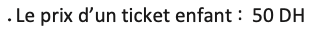 . Le prix d’un ticket enfant : 50 DH